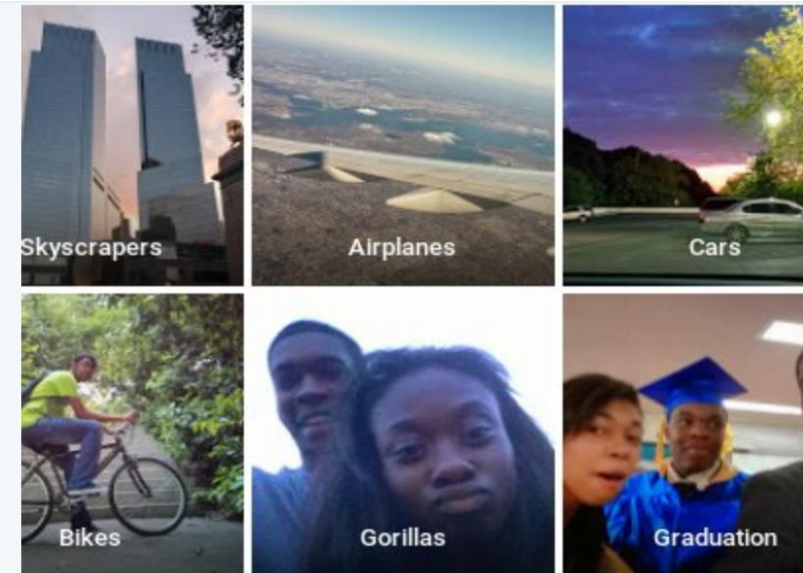 Skyscrapers
Airplanes
Cars
Bikes
Gorillas
Graduation